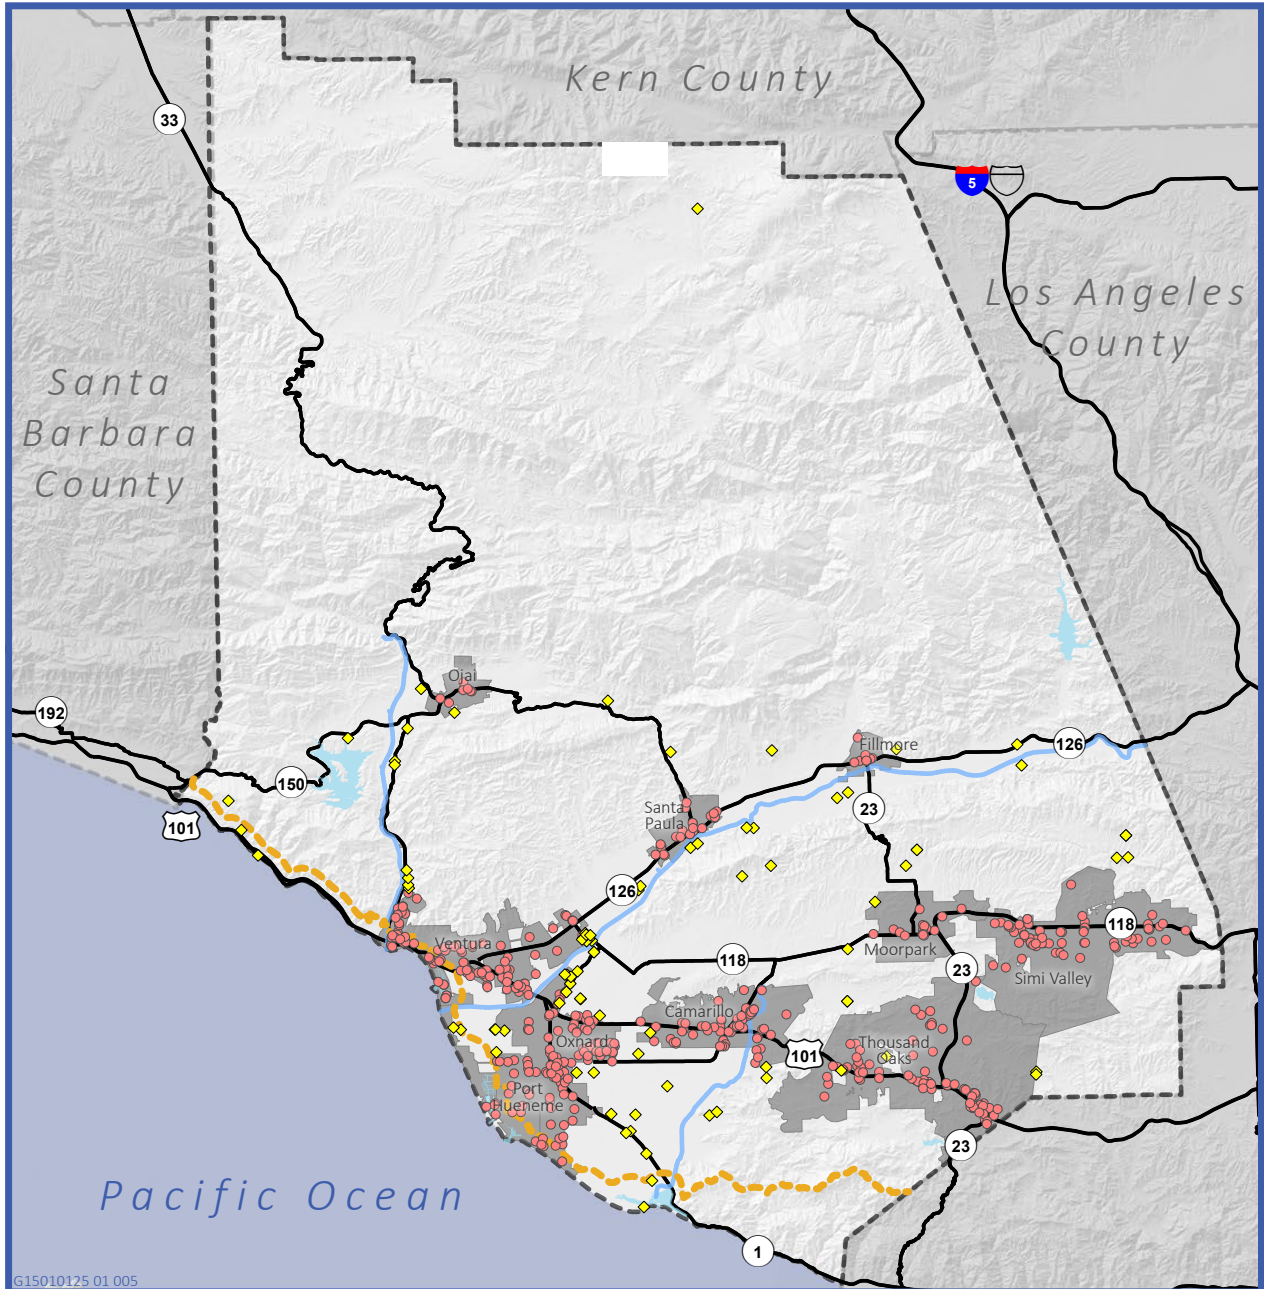 Kern County
33
5
Los Angeles
County
Santa
Barbara
County
Ojai
192
Fillmore
126
150
23
Santa
Paula
101
126
118
Ventura
Moorpark
118
23
Simi Valley
Camarillo
Oxnard
101
Thousand
Oaks
Port
Hueneme
23
Pacific Ocean
1
G15010125 01 005